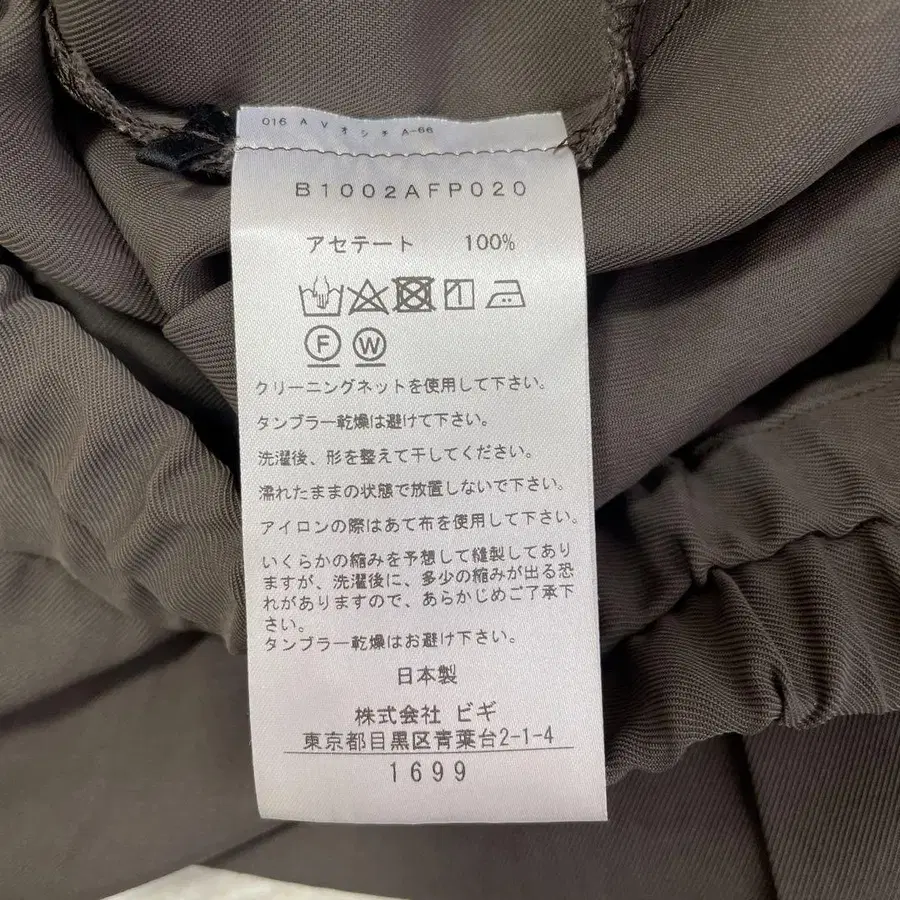 016 A V オシチ A-66
B1002AFP020
アセテート 100%
F W
クリーニングネットを使用して下さい。
タンブラー乾燥は避けて下さい。
洗濯後、形を整えて干してください。
濡れたままの状態で放置しないで下さい。
アイロンの際はあて布を使用して下さい。
いくらかの縮みを予想して縫製してあり
ますが、洗濯後に、多少の縮みが出る恐
れがありますので、あらかじめご了承下
さい。
タンブラー乾燥はお避け下さい。
日本製
株式会社 ビギ
東京都目黒区青葉台2-1-4
1699